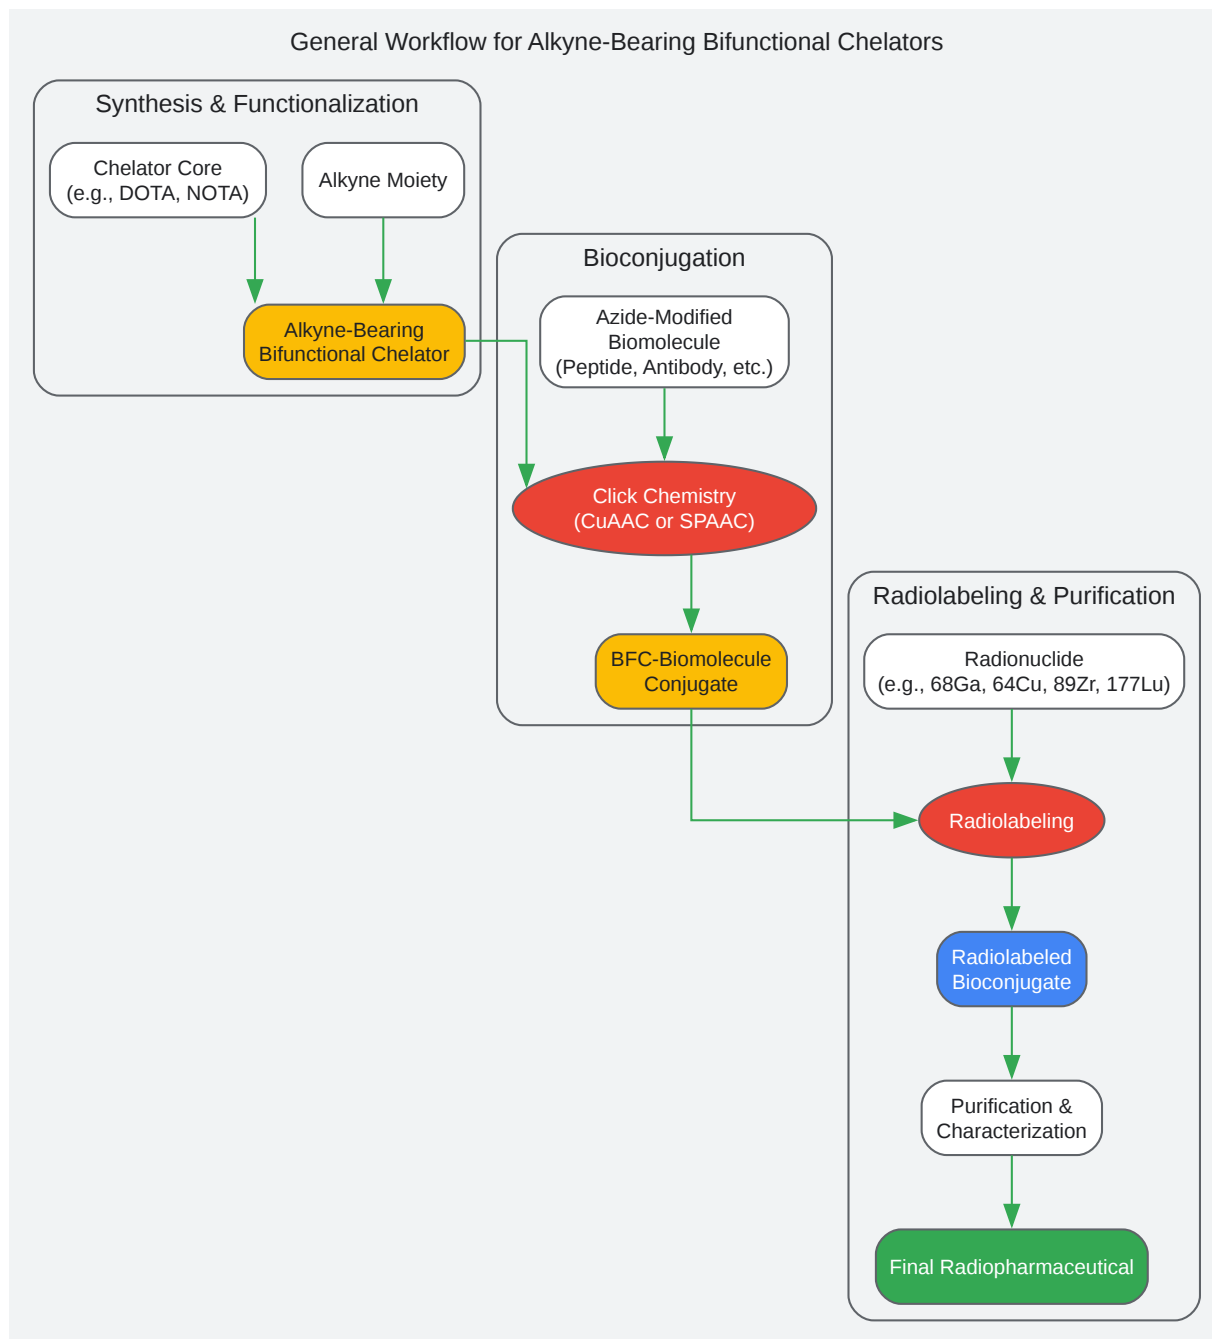 General Workflow for Alkyne-Bearing Bifunctional Chelators
Synthesis & Functionalization
Chelator Core
(e.g., DOTA, NOTA)
Alkyne Moiety
Alkyne-Bearing
Bifunctional Chelator
Bioconjugation
Azide-Modified
Biomolecule
(Peptide, Antibody, etc.)
Click Chemistry
(CuAAC or SPAAC)
BFC-Biomolecule
Conjugate
Radiolabeling & Purification
Radionuclide
(e.g., 68Ga, 64Cu, 89Zr, 177Lu)
Radiolabeling
Radiolabeled
Bioconjugate
Purification &
Characterization
Final Radiopharmaceutical